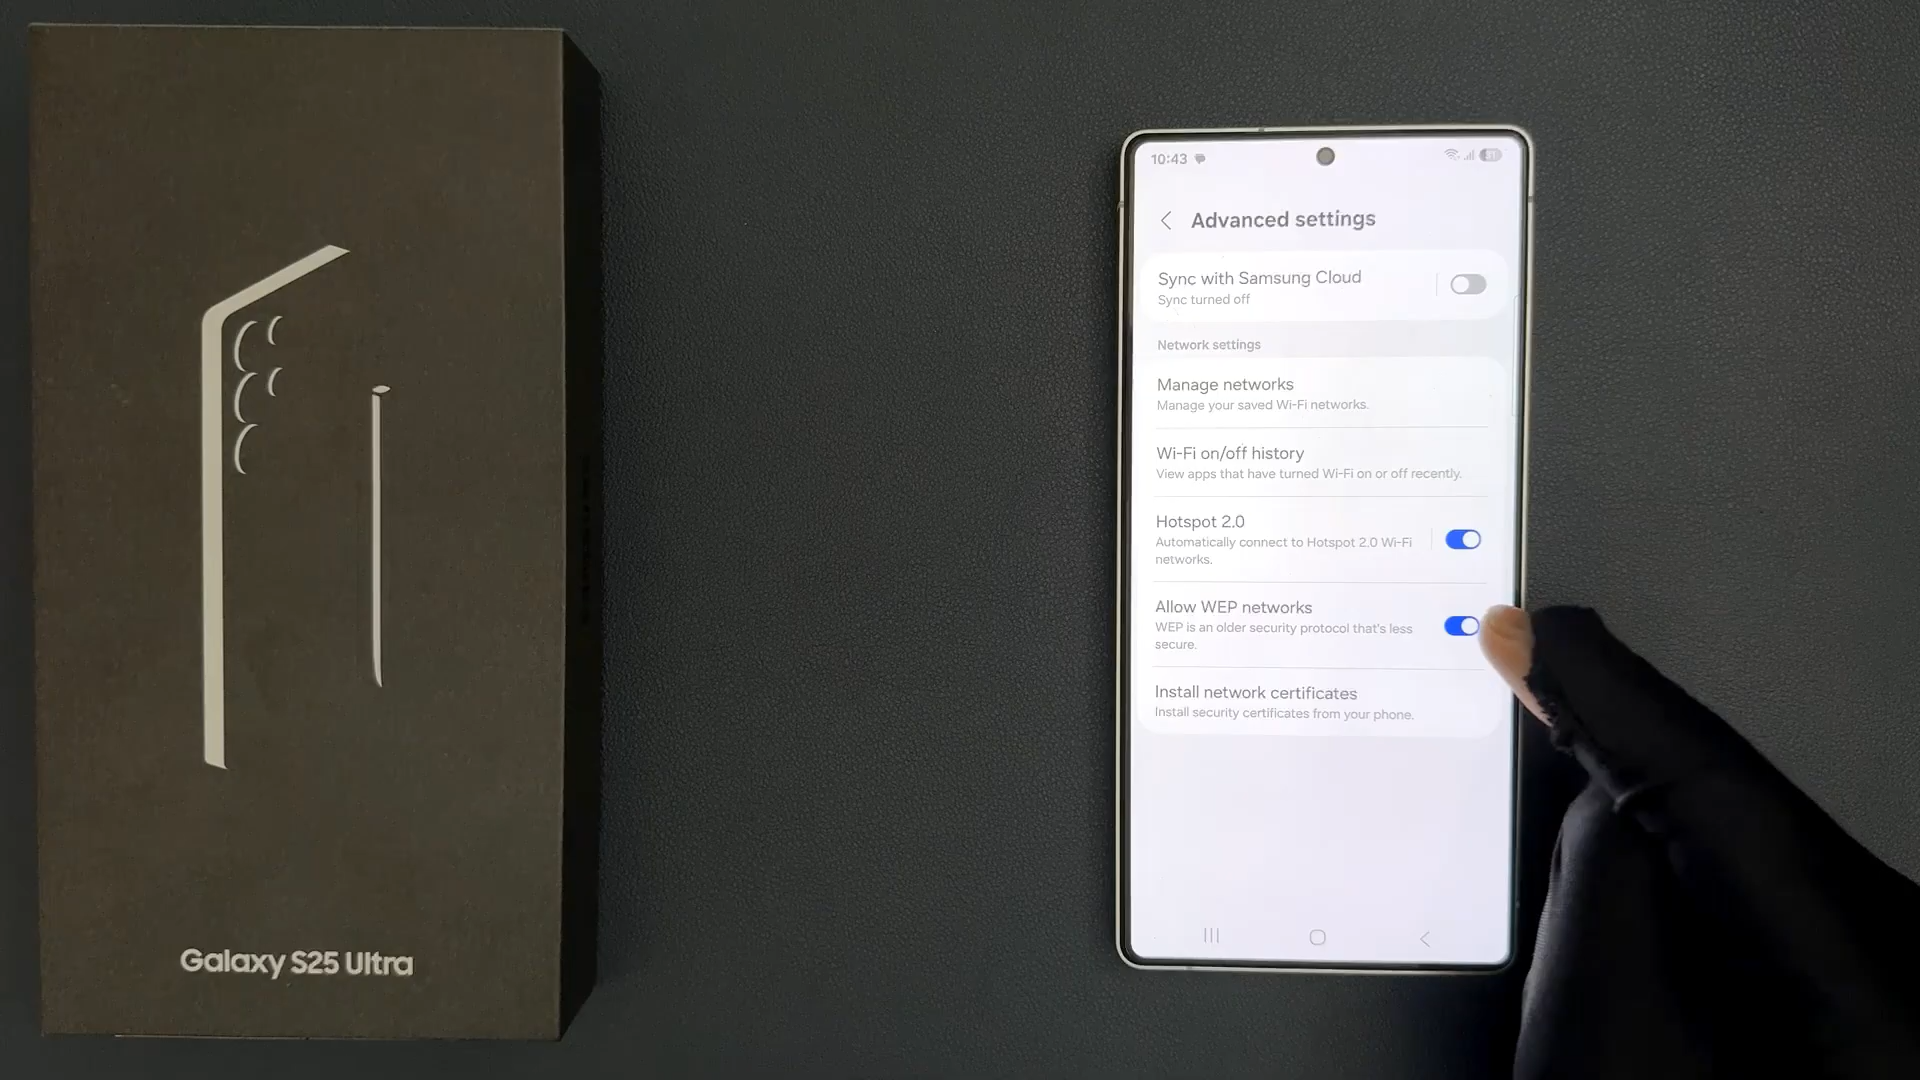 Galaxy S25 Ultra
10:43
Advanced settings
Sync with Samsung Cloud
Sync turned off
Network settings
Manage networks
Manage your saved Wi-Fi networks.
Wi-Fi on/off history
View apps that have turned Wi-Fi on or off recently.
Hotspot 2.0
Automatically connect to Hotspot 2.0 Wi-Fi
networks.
Allow WEP networks
WEP is an older security protocol that's less
secure.
Install network certificates
Install security certificates from your phone.